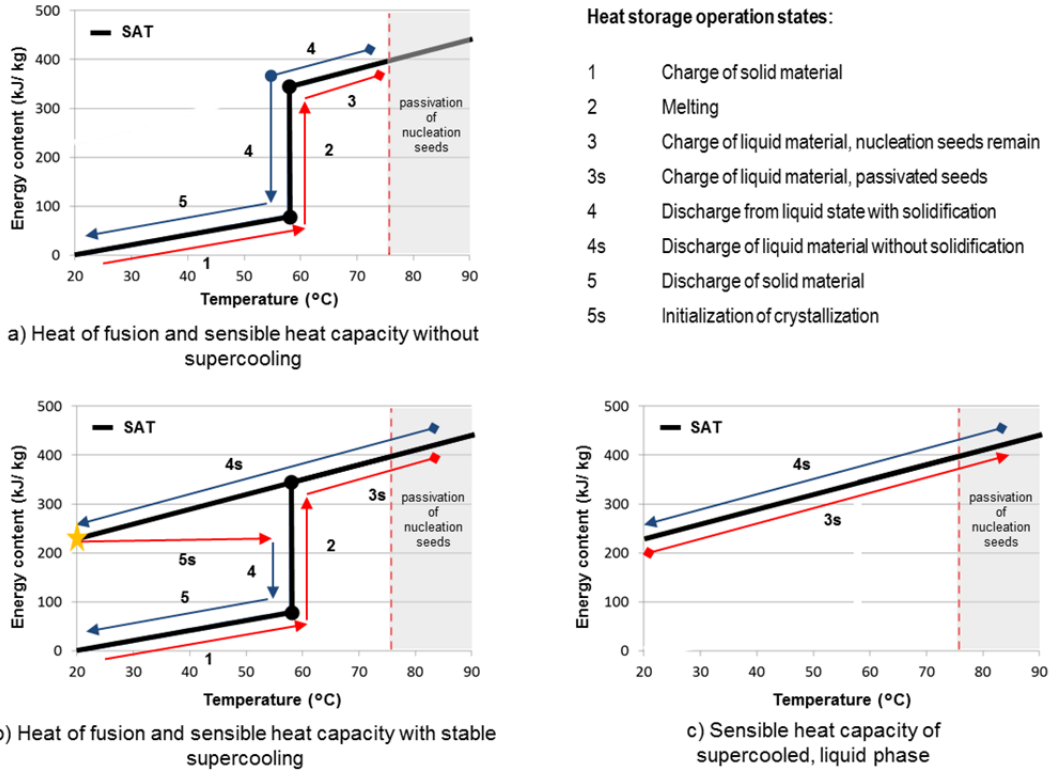 SAT
500
400
300
200
100
0
Energy content (kJ/ kg)
4
3
passivation
of
nucleation
seeds
4
2
5
1
20 30 40 50 60 70 80 90
Temperature (°C)
a) Heat of fusion and sensible heat capacity without
supercooling
Heat storage operation states:
1 Charge of solid material
2 Melting
3 Charge of liquid material, nucleation seeds remain
3s Charge of liquid material, passivated seeds
4 Discharge from liquid state with solidification
4s Discharge of liquid material without solidification
5 Discharge of solid material
5s Initialization of crystallization
500
400
300
200
100
0
Energy content (kJ/ kg)
SAT
4s
3s
passivation
of
nucleation
seeds
5s
4
2
5
1
20 30 40 50 60 70 80 90
Temperature (°C)
) Heat of fusion and sensible heat capacity with stable
supercooling
500
400
300
200
100
0
Energy content (kJ/ kg)
SAT
4s
3s
passivation
of
nucleation
seeds
20 30 40 50 60 70 80 90
Temperature (°C)
c) Sensible heat capacity of
supercooled, liquid phase